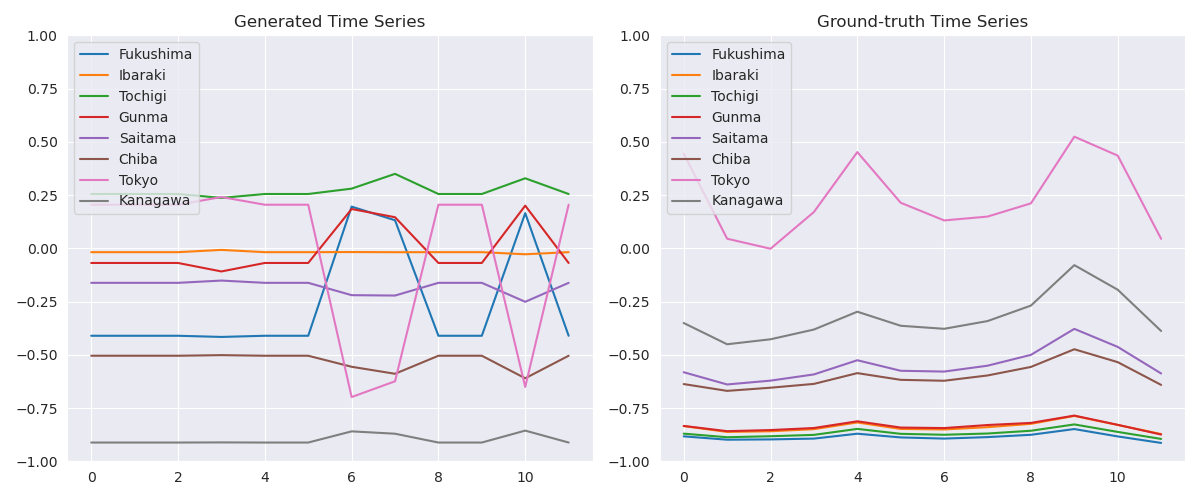 Generated Time Series
1.00
0.75
0.50
0.25
0.00
−0.25
−0.50
−0.75
−1.00
0 2 4 6 8 10
Fukushima
Ibaraki
Tochigi
Gunma
Saitama
Chiba
Tokyo
Kanagawa
Ground-truth Time Series
1.00
0.75
0.50
0.25
0.00
−0.25
−0.50
−0.75
−1.00
0 2 4 6 8 10
Fukushima
Ibaraki
Tochigi
Gunma
Saitama
Chiba
Tokyo
Kanagawa